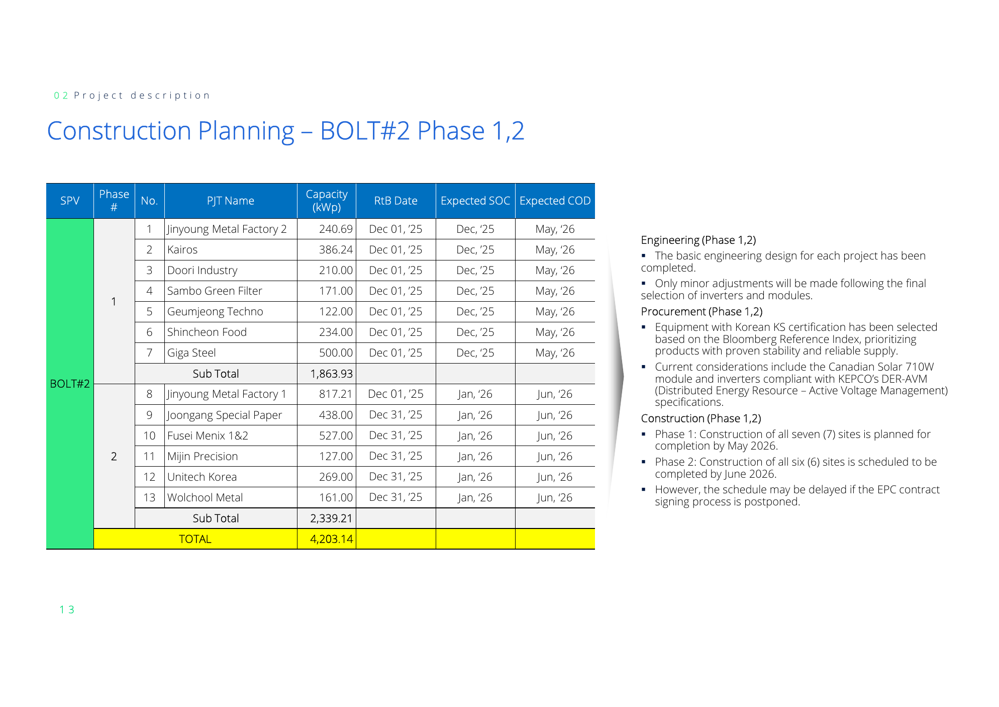 02 Project description
Construction Planning – BOLT#2 Phase 1,2
SPV Phase # No. PJT Name Capacity (kWp) RtB Date Expected SOC Expected COD
BOLT#2
1
1 Jinyoung Metal Factory 2 240.69 Dec 01, ’25 Dec, ’25 May, ‘26
2 Kairos 386.24 Dec 01, ’25 Dec, ’25 May, ‘26
3 Doori Industry 210.00 Dec 01, ’25 Dec, ’25 May, ‘26
4 Sambo Green Filter 171.00 Dec 01, ’25 Dec, ’25 May, ‘26
5 Geumjeong Techno 122.00 Dec 01, ’25 Dec, ’25 May, ‘26
6 Shincheon Food 234.00 Dec 01, ’25 Dec, ’25 May, ‘26
7 Giga Steel 500.00 Dec 01, ’25 Dec, ’25 May, ‘26
Sub Total 1,863.93
2
8 Jinyoung Metal Factory 1 817.21 Dec 01, ’25 Jan, ‘26 Jun, ‘26
9 Joongang Special Paper 438.00 Dec 31, ’25 Jan, ‘26 Jun, ‘26
10 Fusei Menix 1&2 527.00 Dec 31, ’25 Jan, ‘26 Jun, ‘26
11 Mijin Precision 127.00 Dec 31, ’25 Jan, ‘26 Jun, ‘26
12 Unitech Korea 269.00 Dec 31, ’25 Jan, ‘26 Jun, ‘26
13 Wolchool Metal 161.00 Dec 31, ’25 Jan, ‘26 Jun, ‘26
Sub Total 2,339.21
TOTAL 4,203.14
Engineering (Phase 1,2)
▪ The basic engineering design for each project has been
completed.
▪ Only minor adjustments will be made following the final
selection of inverters and modules.
Procurement (Phase 1,2)
▪ Equipment with Korean KS certification has been selected
based on the Bloomberg Reference Index, prioritizing
products with proven stability and reliable supply.
▪ Current considerations include the Canadian Solar 710W
module and inverters compliant with KEPCO’s DER-AVM
(Distributed Energy Resource – Active Voltage Management)
specifications.
Construction (Phase 1,2)
▪ Phase 1: Construction of all seven (7) sites is planned for
completion by May 2026.
▪ Phase 2: Construction of all six (6) sites is scheduled to be
completed by June 2026.
▪ However, the schedule may be delayed if the EPC contract
signing process is postponed.
13